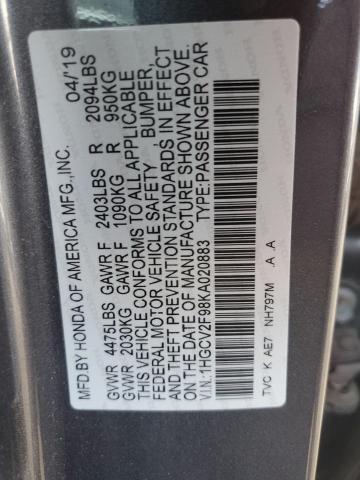 MFD.BY HONDA OF AMERICA MFG.,INC. 04/'19
GVWR 4475LBS GAWR F 2403LBS R 2094LBS
GVWR 2030KG GAWR F 1090KG R 950KG
THIS VEHICLE CONFORMS TO ALL APPLICABLE
FEDERAL MOTOR VEHICLE SAFETY BUMPER,
AND THEFT PREVENTION STANDARDS IN EFFECT
ON THE DATE OF MANUFACTURE SHOWN ABOVE.
V.I.N.:1HGCV2F98KA020883 TYPE:PASSENGER CAR
TVC K AE7 NH797M .A .A